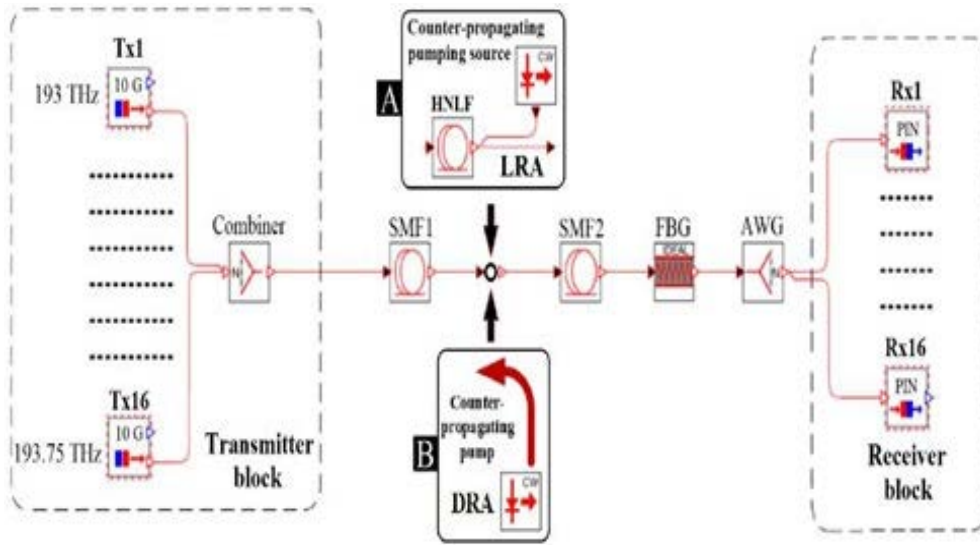 Tx1
10 G
193 THz
Combiner
Tx16
10 G
193.75 THz
Transmitter
block
Counter-propagating
pumping source
CW
A
HNLF
LRA
SMF1
SMF2
FBG
IDEAL
AWG
B
Counter-
propagating
pump
CW
DRA
Rx1
PIN
Rx16
PIN
Receiver
block